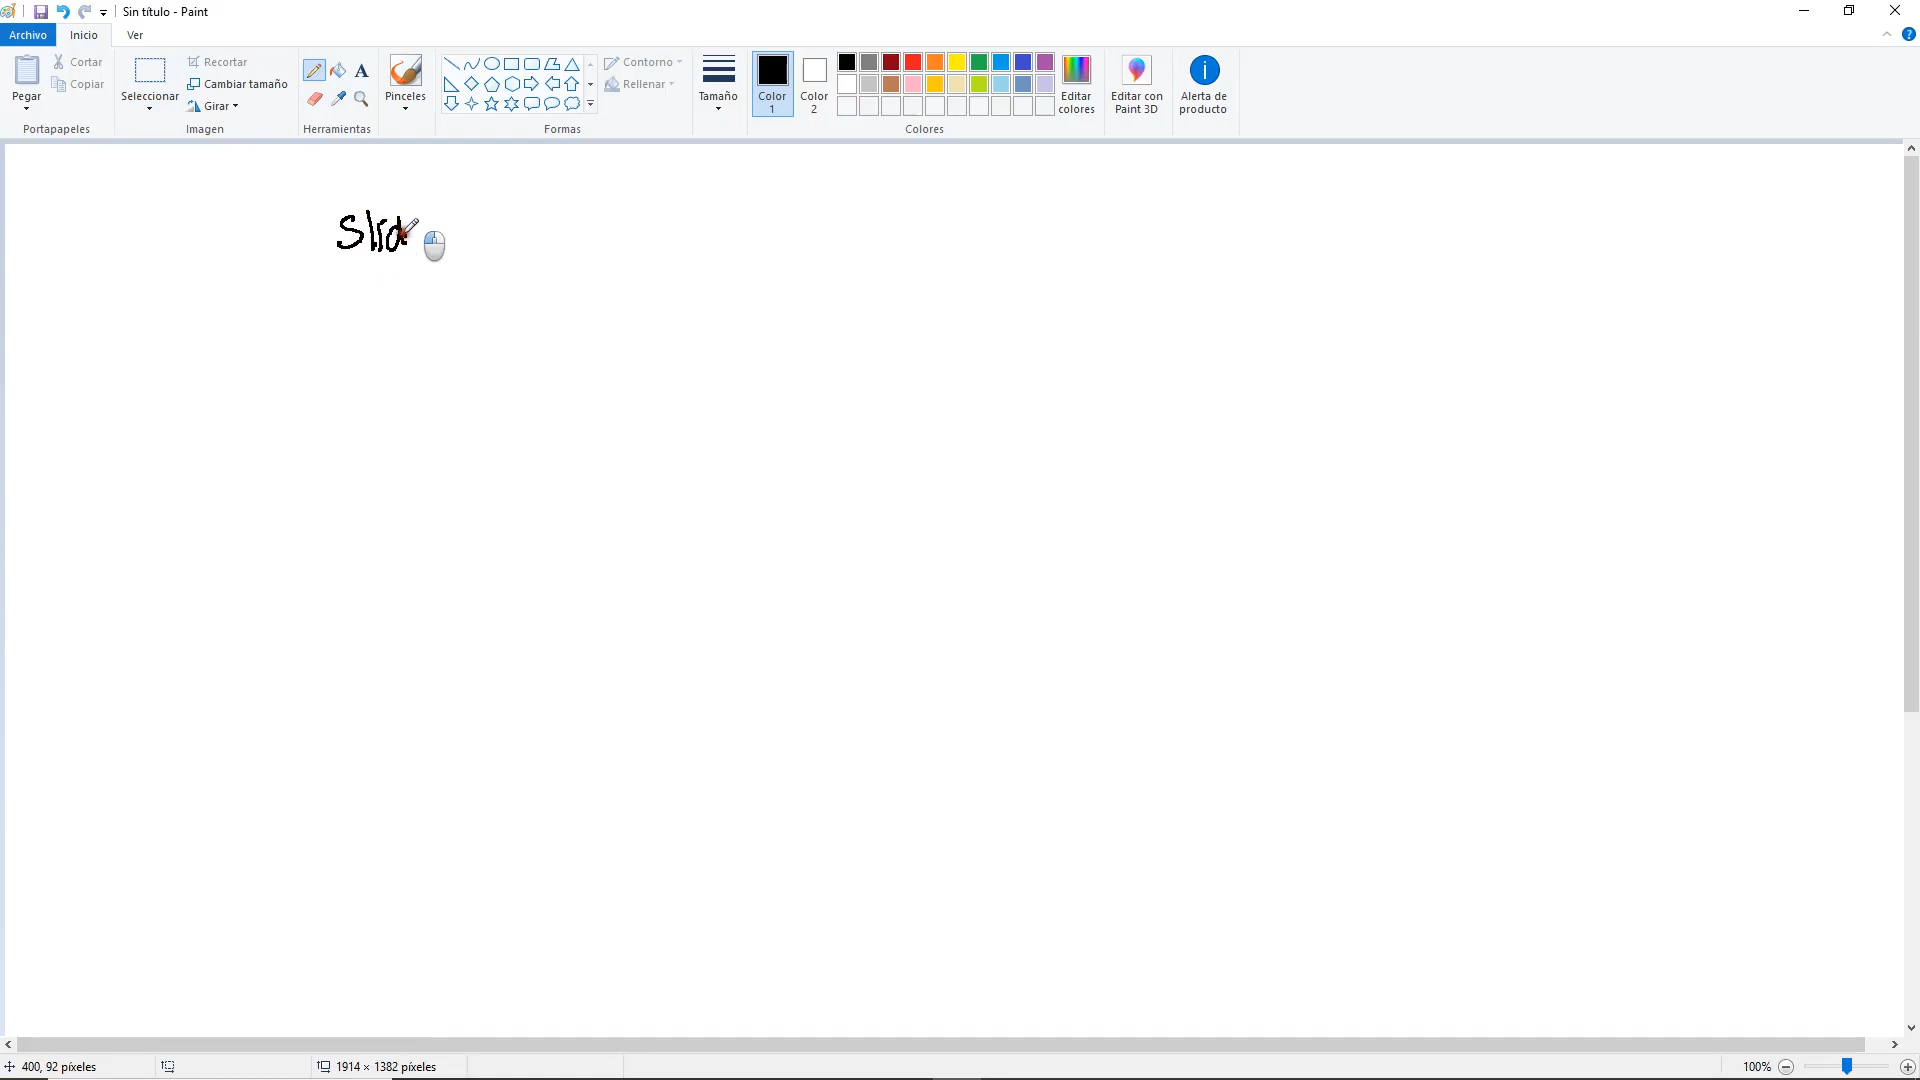 Sin título - Paint
Archivo Inicio Ver
Pegar
Cortar
Copiar
Portapapeles
Seleccionar
Recortar
Cambiar tamaño
Girar
Imagen
A
Herramientas
Pinceles
Contorno
Rellenar
Formas
Tamaño
Color 1
Color 2
Editar colores
Colores
Editar con Paint 3D
Alerta de producto
400, 92 píxeles
1914 × 1382 píxeles
100%